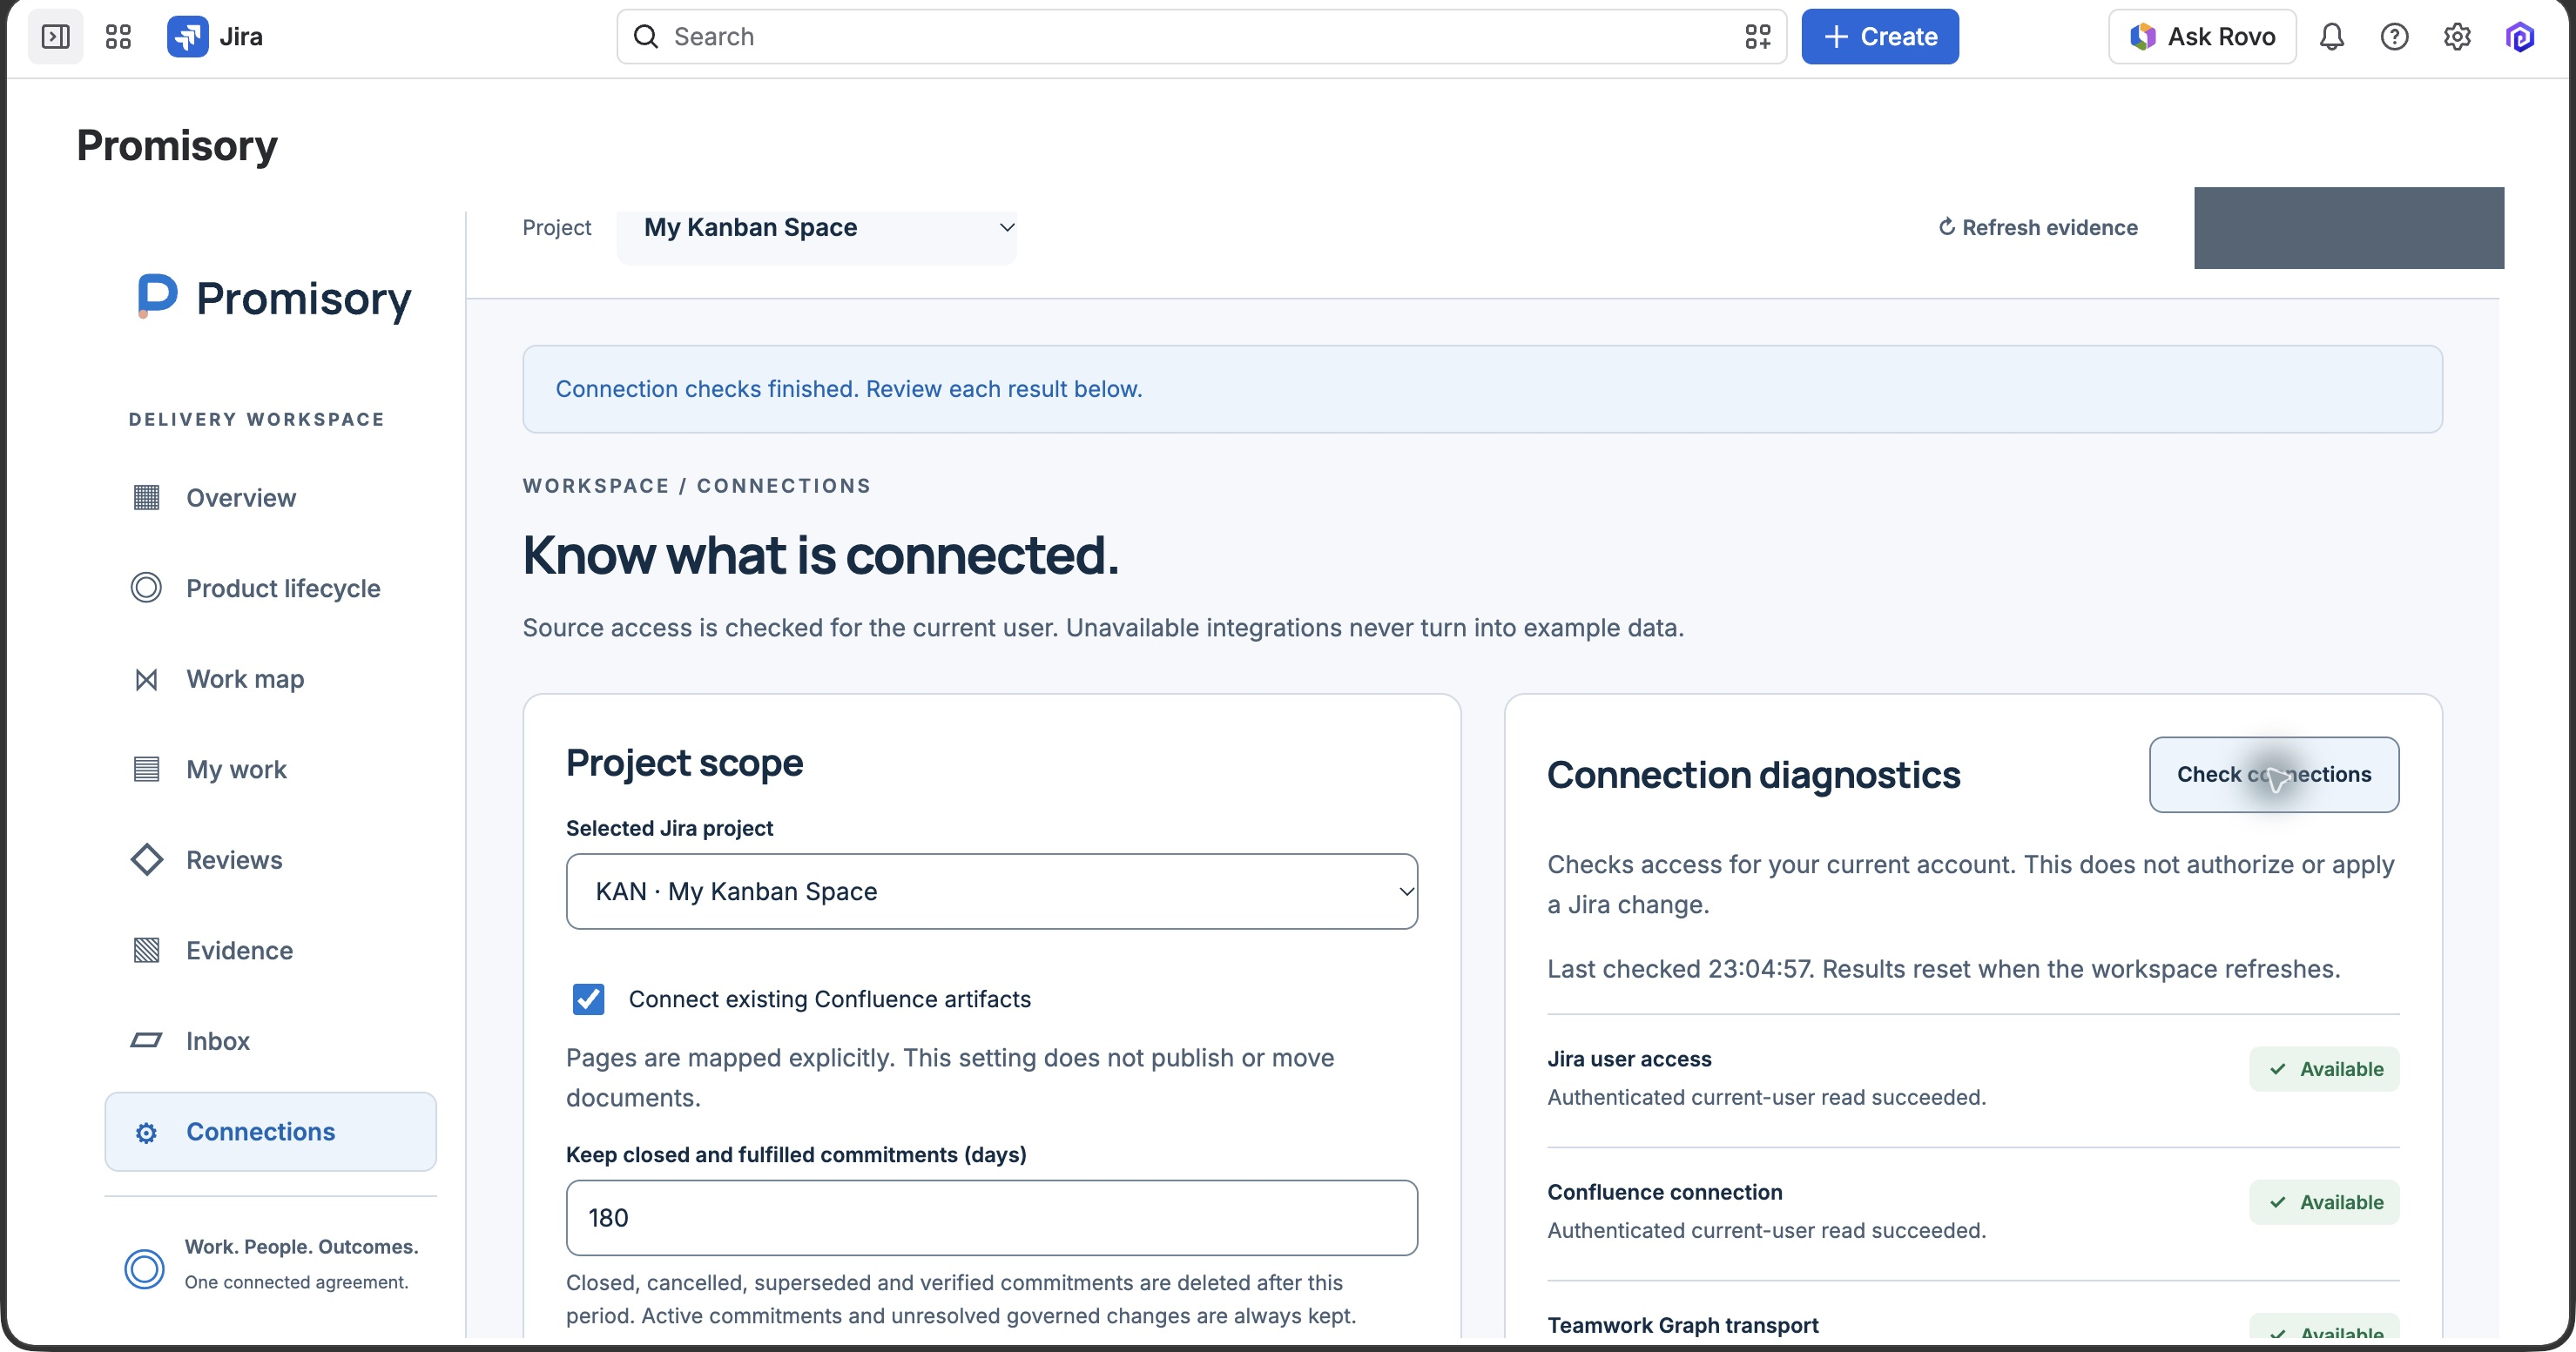 Jira
Search
Create
Ask Rovo
Promisory
Project
My Kanban Space
Refresh evidence
Promisory
DELIVERY WORKSPACE
Overview
Product lifecycle
Work map
My work
Reviews
Evidence
Inbox
Connections
Work. People. Outcomes.
One connected agreement.
Connection checks finished. Review each result below.
WORKSPACE / CONNECTIONS
Know what is connected.
Source access is checked for the current user. Unavailable integrations never turn into example data.
Project scope
Selected Jira project
KAN · My Kanban Space
Connect existing Confluence artifacts
Pages are mapped explicitly. This setting does not publish or move
documents.
Keep closed and fulfilled commitments (days)
180
Closed, cancelled, superseded and verified commitments are deleted after this
period. Active commitments and unresolved governed changes are always kept.
Connection diagnostics
Check connections
Checks access for your current account. This does not authorize or apply
a Jira change.
Last checked 23:04:57. Results reset when the workspace refreshes.
Jira user access
Available
Authenticated current-user read succeeded.
Confluence connection
Available
Authenticated current-user read succeeded.
Teamwork Graph transport
Available